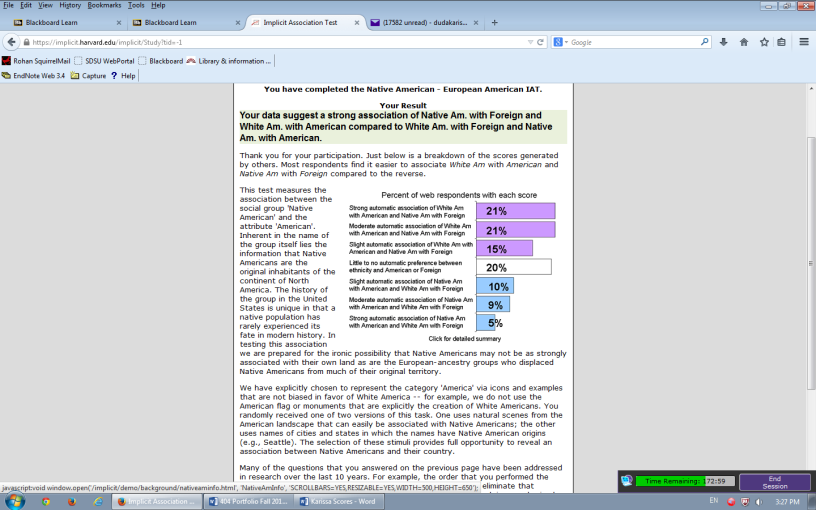 File Edit View History Bookmarks Tools Help
Blackboard Learn × Blackboard Learn × Implicit Association Test × (17582 unread) - dudakaris... × +
https://implicit.harvard.edu/implicit/Study?tid=-1 Google
Rohan SquirrelMail SDSU WebPortal Blackboard Library & information ...
EndNote Web 3.4 Capture ? Help
You have completed the Native American - European American IAT.
Your Result
Your data suggest a strong association of Native Am. with Foreign and
White Am. with American compared to White Am. with Foreign and Native
Am. with American.
Thank you for your participation. Just below is a breakdown of the scores generated
by others. Most respondents find it easier to associate White Am with American and
Native Am with Foreign compared to the reverse.
This test measures the
association between the
social group 'Native
American' and the
attribute 'American'.
Inherent in the name of
the group itself lies the
information that Native
Americans are the
original inhabitants of the
continent of North
America. The history of
the group in the United
States is unique in that a
native population has
rarely experienced its
fate in modern history. In
testing this association
Percent of web respondents with each score
Strong automatic association of White Am
with American and Native Am with Foreign
21%
Moderate automatic association of White Am
with American and Native Am with Foreign
21%
Slight automatic association of White Am with
American and Native Am with Foreign
15%
Little to no automatic preference between
ethnicity and American or Foreign
20%
Slight automatic association of Native Am
with American and White Am with Foreign
10%
Moderate automatic association of Native Am
with American and White Am with Foreign
9%
Strong automatic association of Native Am
with American and White Am with Foreign
5%
Click for detailed summary
we are prepared for the ironic possibility that Native Americans may not be as strongly
associated with their own land as are the European-ancestry groups who displaced
Native Americans from much of their original territory.
We have explicitly chosen to represent the category 'America' via icons and examples
that are not biased in favor of White America -- for example, we do not use the
American flag or monuments that are explicitly the creation of White Americans. You
randomly received one of two versions of this task. One uses natural scenes from the
American landscape that can easily be associated with Native Americans; the other
uses names of cities and states in which the names have Native American origins
(e.g., Seattle). The selection of these stimuli provides full opportunity to reveal an
association between Native Americans and their country.
Many of the questions that you answered on the previous page have been addressed
in research over the last 10 years. For example, the order that you performed the
eliminate that
javascript:void window.open('/implicit/demo/background/nativeaminfo.html', 'NativeAmInfo', 'SCROLLBARS=YES,RESIZABLE=YES,WIDTH=500,HEIGHT=650');
Time Remaining: 172:59
End
Session
Implicit Association ... 404 Portfolio Fall 201... Karissa Scores - Word EN 3:27 PM